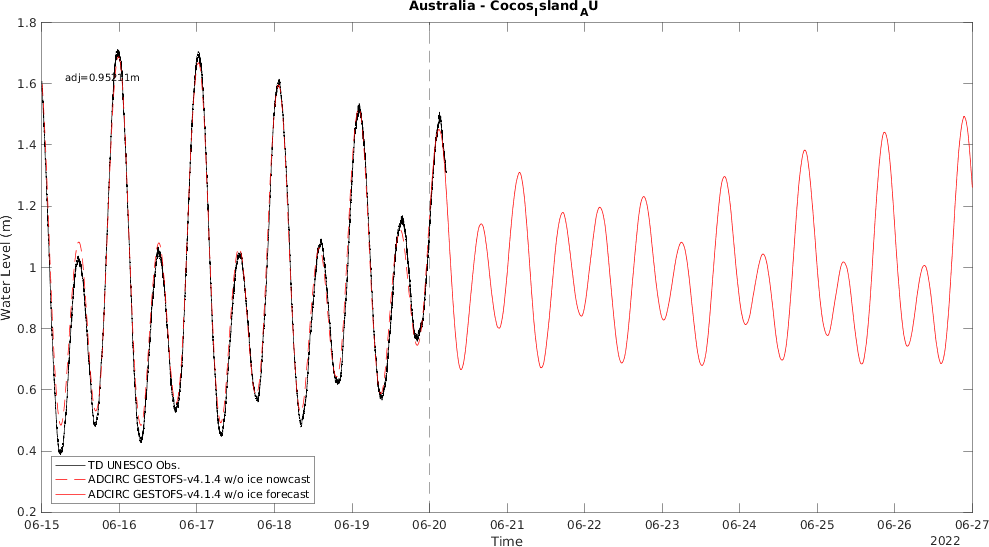 Australia - Cocos_Island_AU
adj=0.95211m
Water Level (m)
1.8
1.6
1.4
1.2
1
0.8
0.6
0.4
0.2
TD UNESCO Obs.
ADCIRC GESTOFS-v4.1.4 w/o ice nowcast
ADCIRC GESTOFS-v4.1.4 w/o ice forecast
06-15 06-16 06-17 06-18 06-19 06-20 06-21 06-22 06-23 06-24 06-25 06-26 06-27
Time
2022